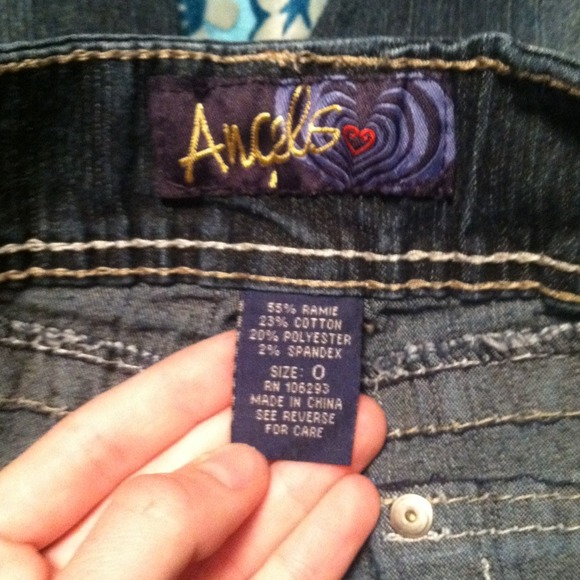 Angels
55% RAMIE
23% COTTON
20% POLYESTER
2% SPANDEX
SIZE: 0
RN 106293
MADE IN CHINA
SEE REVERSE
FOR CARE